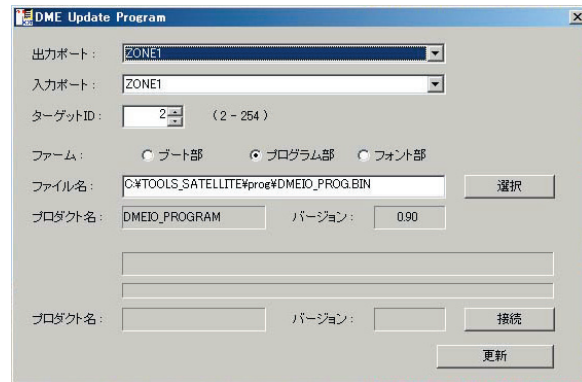 DME Update Program
出力ポート： ZONE1
入力ポート： ZONE1
ターゲットID： 2 (2 - 254)
ファーム： ブート部 プログラム部 フォント部
ファイル名： C:¥TOOLS_SATELLITE¥prog¥DMEIO_PROG.BIN 選択
プロダクト名： DMEIO_PROGRAM バージョン： 0.90
プロダクト名： バージョン： 接続
更新